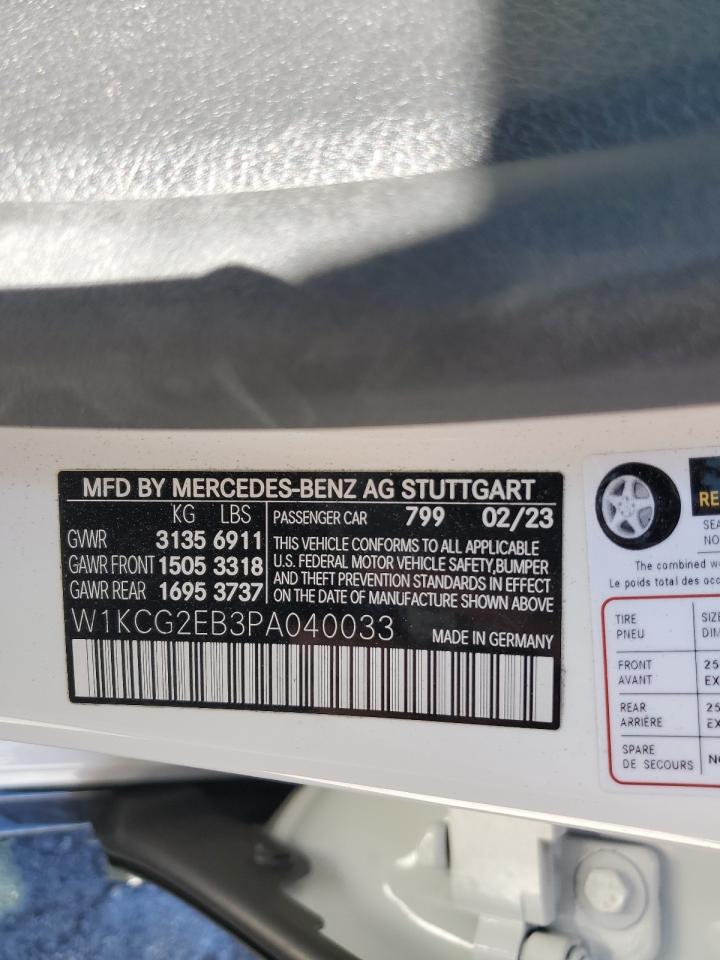 MFD BY MERCEDES-BENZ AG STUTTGART
KG LBS
GVWR 3135 6911
GAWR FRONT 1505 3318
GAWR REAR 1695 3737
PASSENGER CAR 799 02/23
THIS VEHICLE CONFORMS TO ALL APPLICABLE
U.S. FEDERAL MOTOR VEHICLE SAFETY,BUMPER
AND THEFT PREVENTION STANDARDS IN EFFECT
ON THE DATE OF MANUFACTURE SHOWN ABOVE
W1KCG2EB3PA040033
MADE IN GERMANY
The combined
Le poids total des
TIRE
PNEU
FRONT
AVANT
REAR
ARRIÈRE
SPARE
DE SECOURS